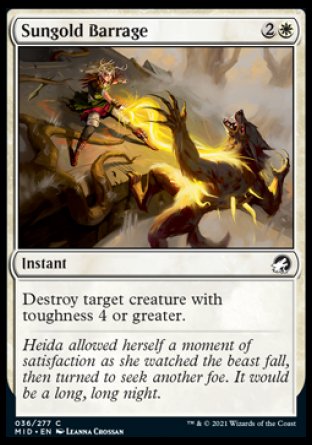 Sungold Barrage 2
Instant
Destroy target creature with
toughness 4 or greater.
Heida allowed herself a moment of
satisfaction as she watched the beast fall,
then turned to seek another foe. It would
be a long, long night.
036/277 C
MID • EN Leanna Crossan
™ & © 2021 Wizards of the Coast